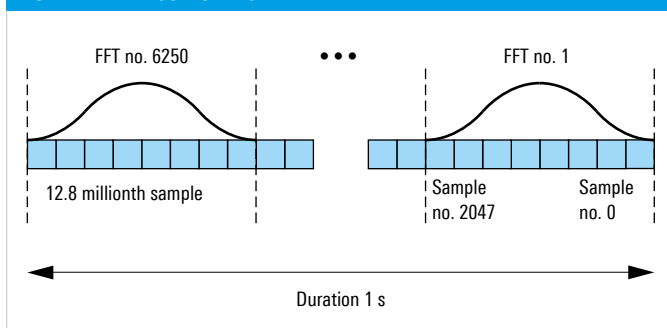 FFT no. 6250
•••
FFT no. 1
12.8 millionth sample
Sample
no. 2047
Sample
no. 0
Duration 1 s